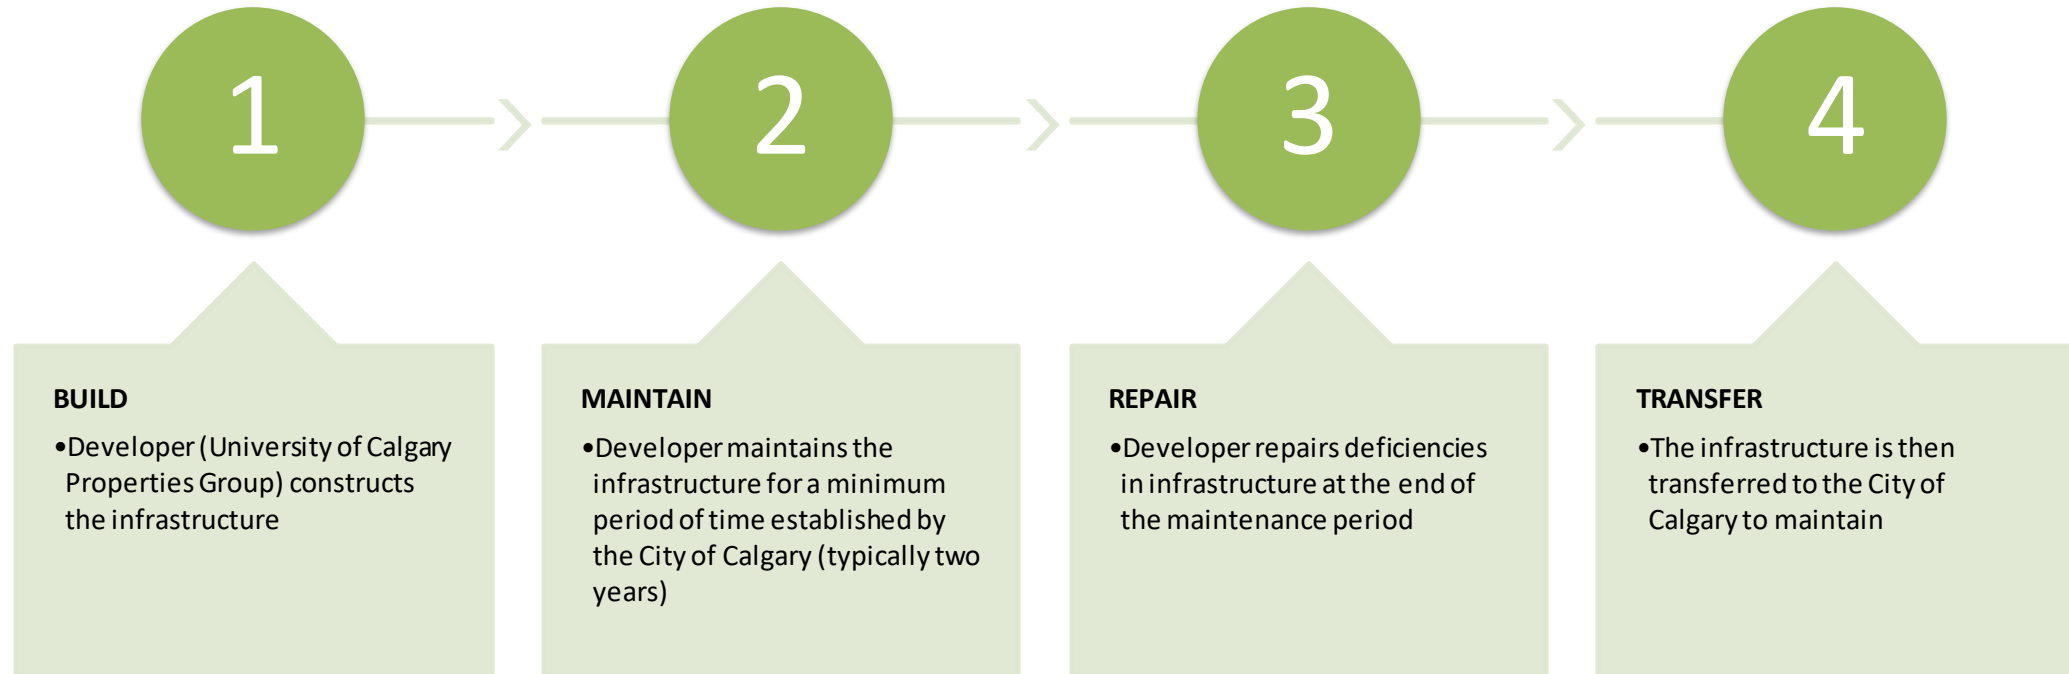 1
2
3
4
BUILD
•Developer (University of Calgary
Properties Group) constructs
the infrastructure
MAINTAIN
•Developer maintains the
infrastructure for a minimum
period of time established by
the City of Calgary (typically two
years)
REPAIR
•Developer repairs deficiencies
in infrastructure at the end of
the maintenance period
TRANSFER
•The infrastructure is then
transferred to the City of
Calgary to maintain